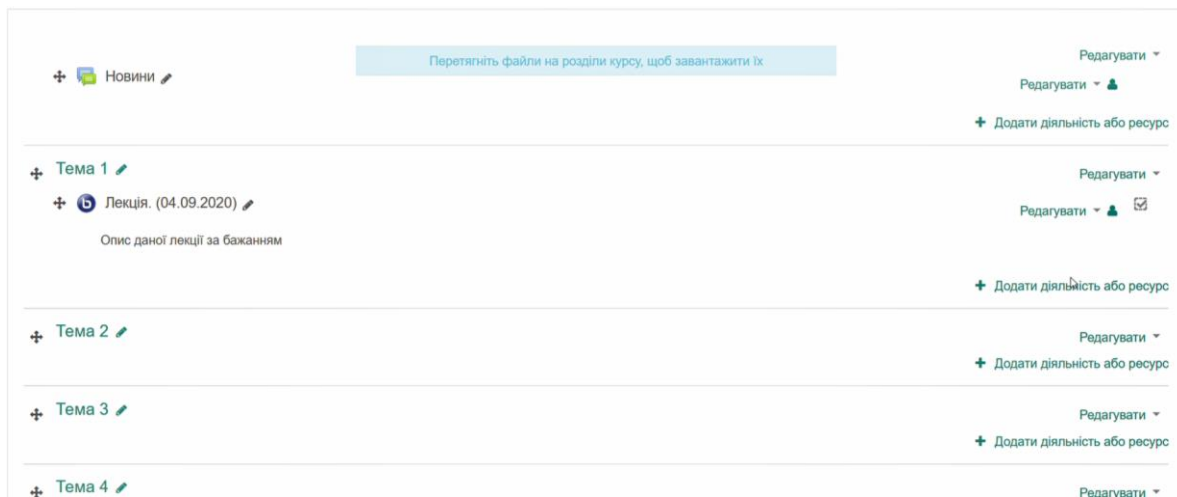 Перетягніть файли на розділи курсу, щоб завантажити їх
Редагувати
Новини
Редагувати
+ Додати діяльність або ресурс
Тема 1
Редагувати
Лекція. (04.09.2020)
Редагувати
Опис даної лекції за бажанням
+ Додати діяльність або ресурс
Тема 2
Редагувати
+ Додати діяльність або ресурс
Тема 3
Редагувати
+ Додати діяльність або ресурс
Тема 4
Редагувати